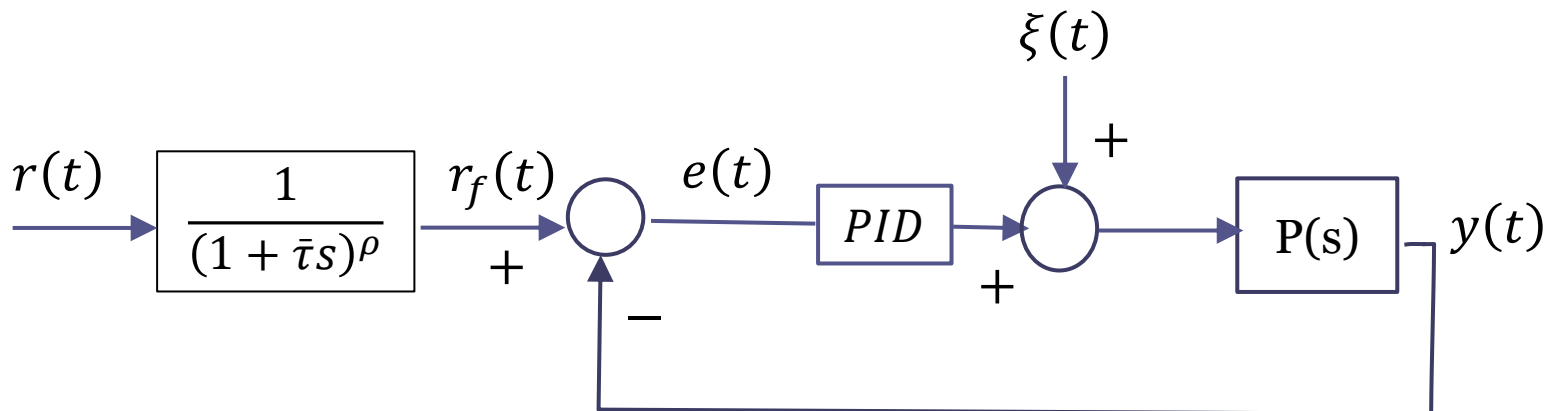 ξ(t)
+
r(t)
1
(1 + τ̄s)^ρ
r_f(t)
+
−
e(t)
PID
+
P(s)
y(t)